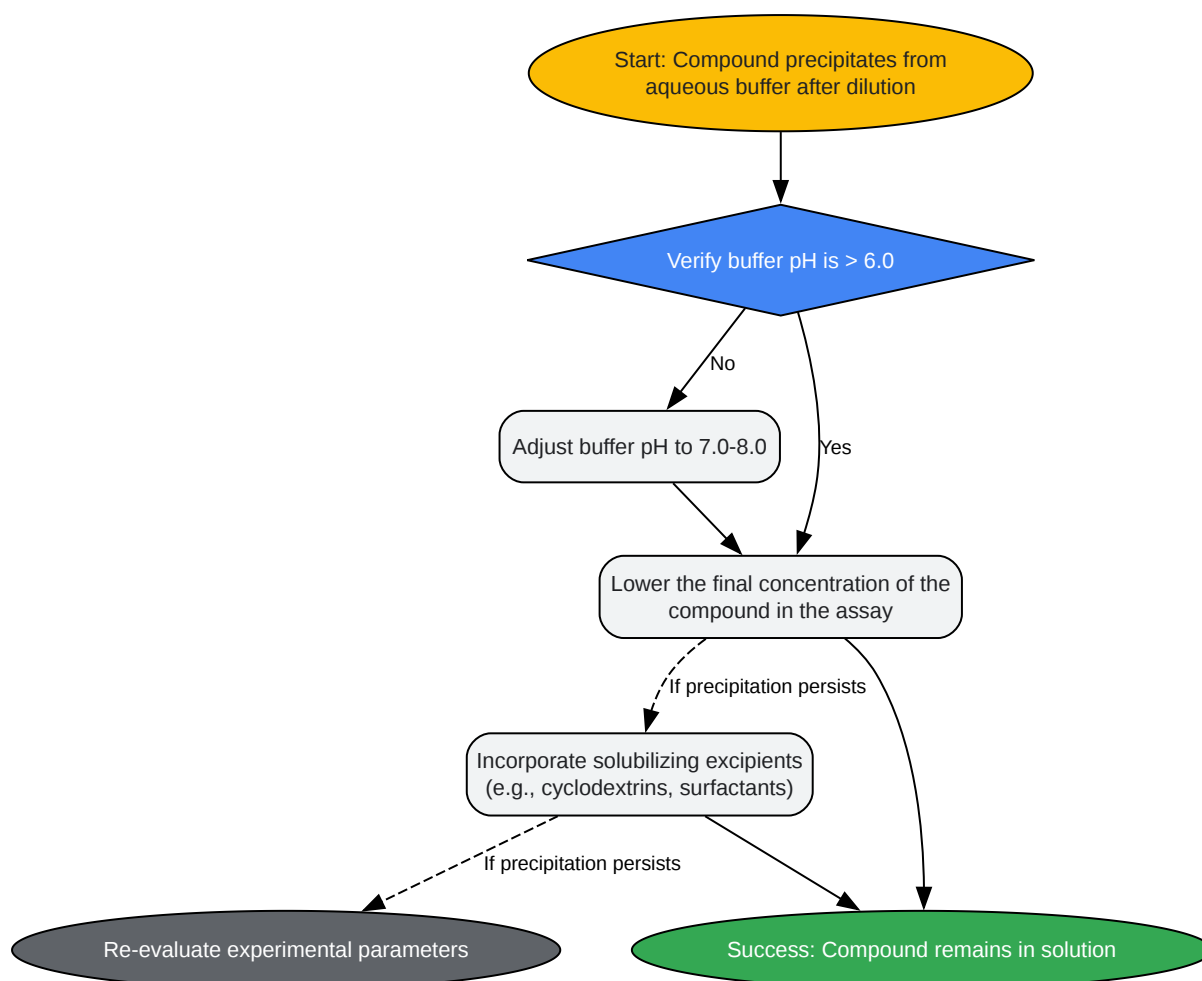 Start: Compound precipitates from
aqueous buffer after dilution
Verify buffer pH is > 6.0
No
Adjust buffer pH to 7.0-8.0
Yes
Lower the final concentration of the
compound in the assay
If precipitation persists
Incorporate solubilizing excipients
(e.g., cyclodextrins, surfactants)
If precipitation persists
Re-evaluate experimental parameters
Success: Compound remains in solution